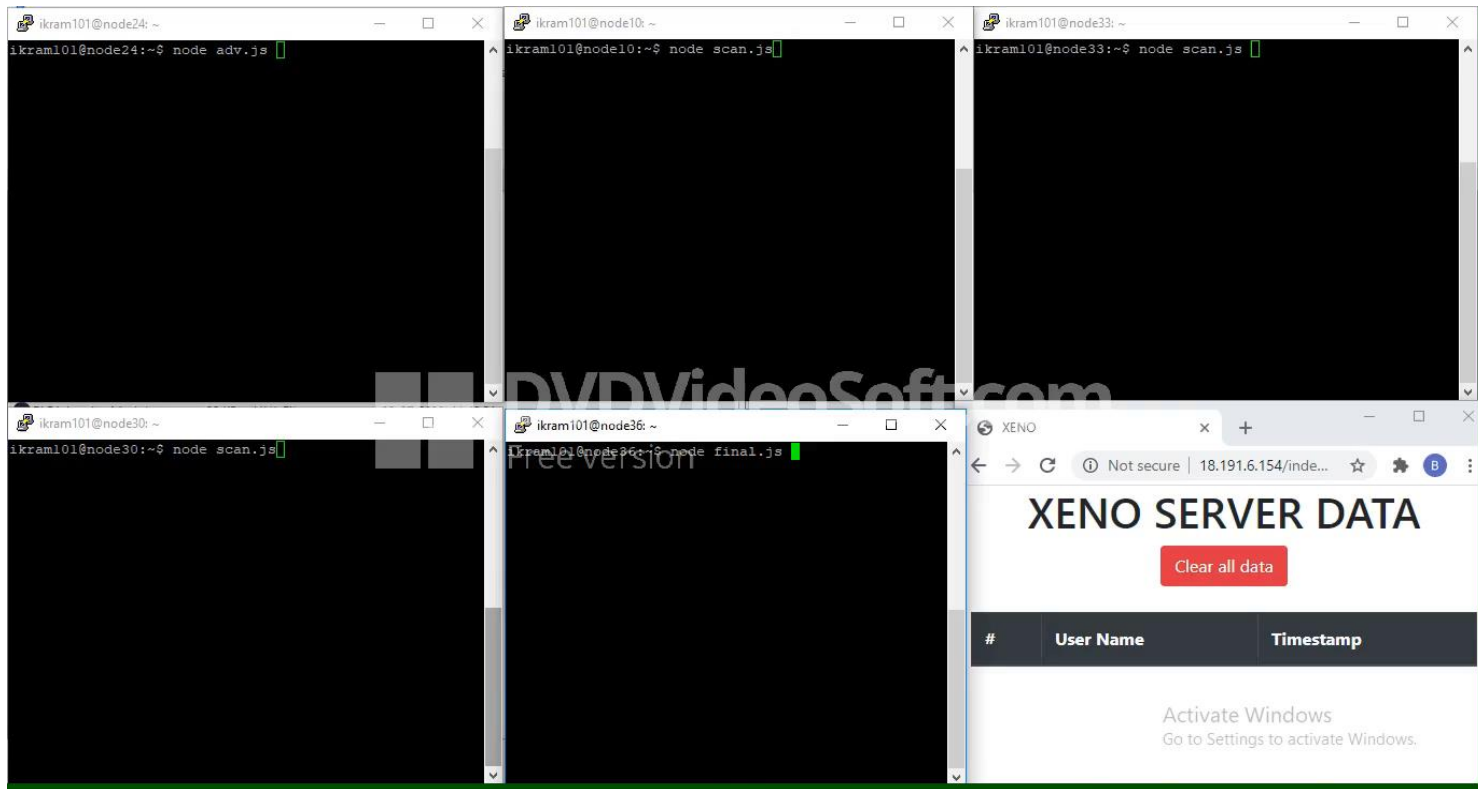 ikram101@node24: ~
ikram101@node24:~$ node adv.js
ikram101@node10: ~
ikram101@node10:~$ node scan.js
ikram101@node33: ~
ikram101@node33:~$ node scan.js
DVDVideoSoft.com
Free version
ikram101@node30: ~
ikram101@node30:~$ node scan.js
ikram101@node36: ~
ikram101@node36:~$ node final.js
XENO
Not secure | 18.191.6.154/inde...
B
XENO SERVER DATA
Clear all data
# User Name Timestamp
Activate Windows
Go to Settings to activate Windows.